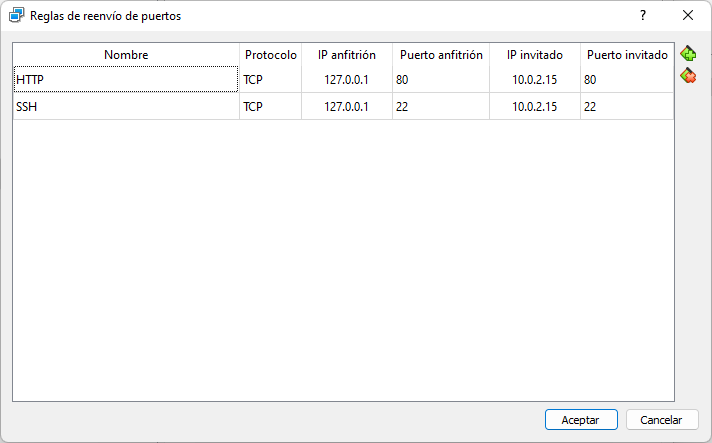 Reglas de reenvío de puertos
Nombre Protocolo IP anfitrión Puerto anfitrión IP invitado Puerto invitado
HTTP TCP 127.0.0.1 80 10.0.2.15 80
SSH TCP 127.0.0.1 22 10.0.2.15 22
Aceptar Cancelar